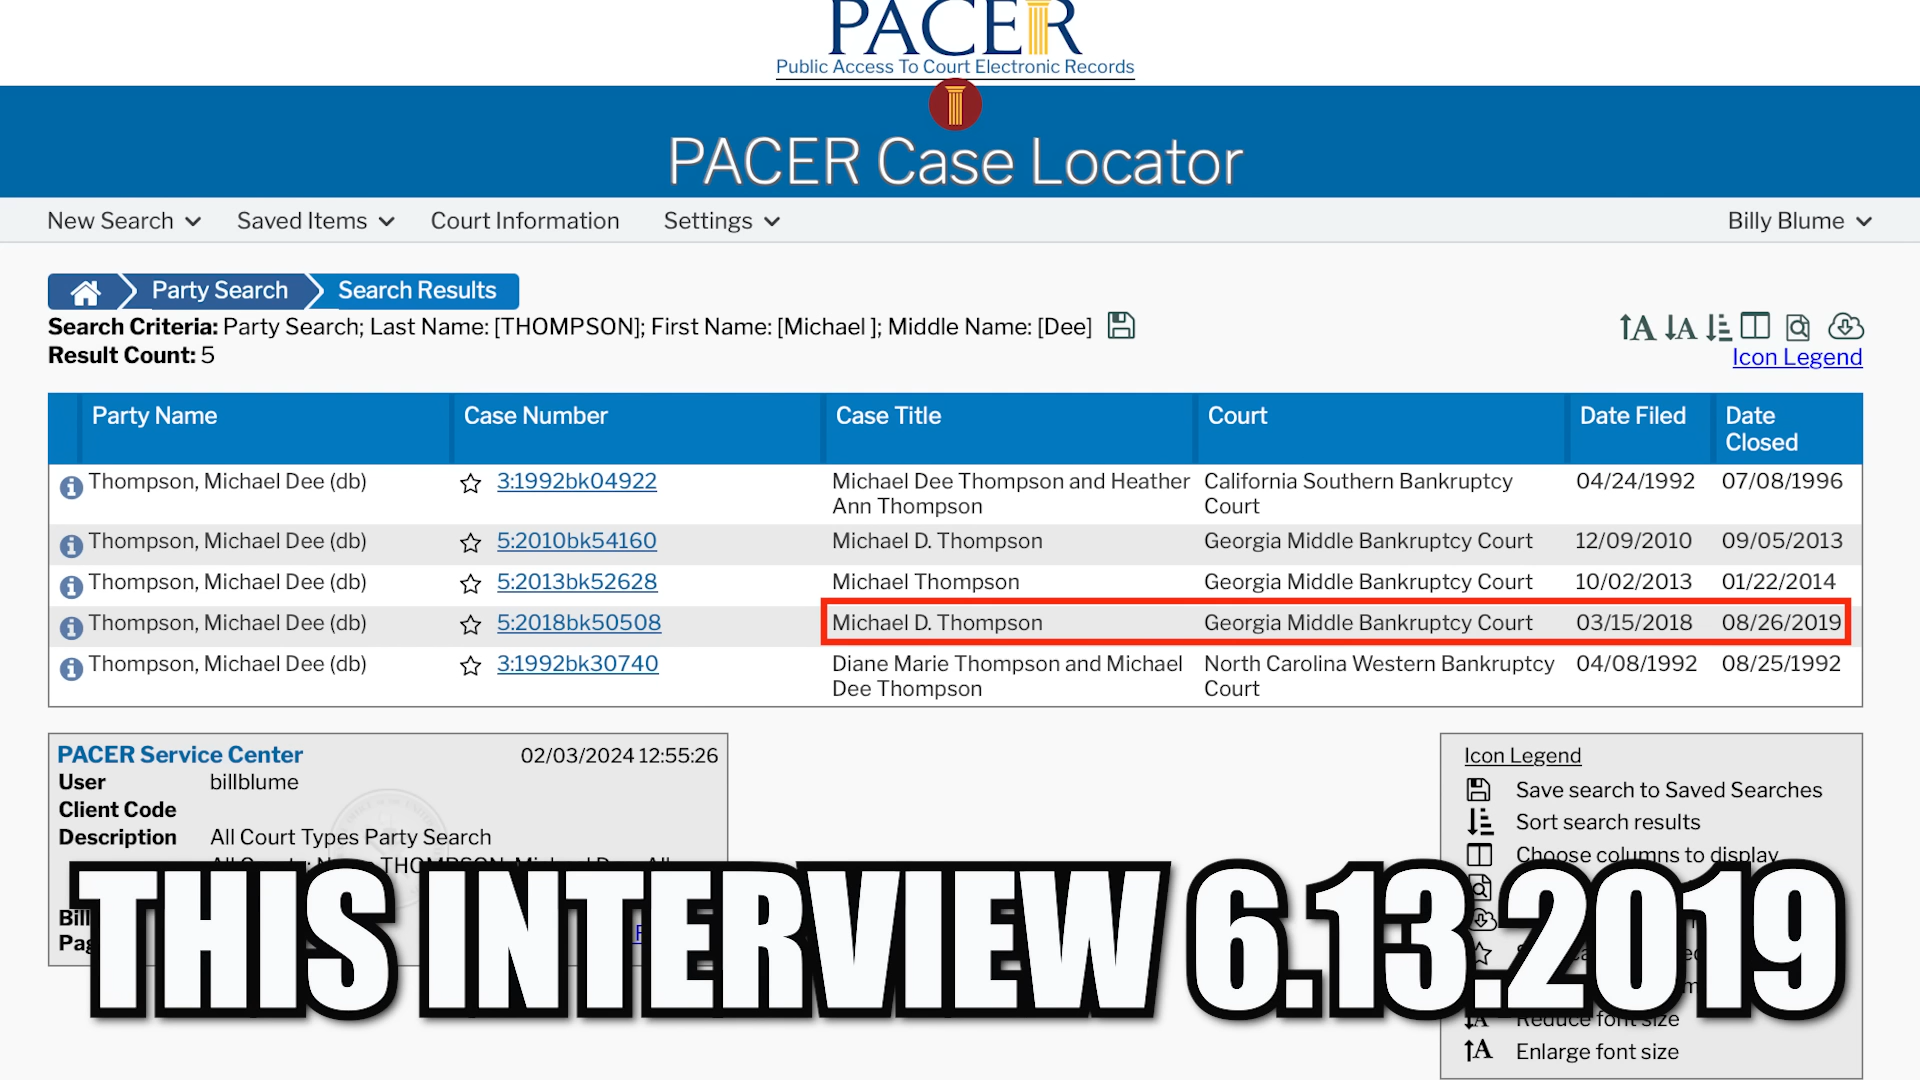 PACER
Public Access To Court Electronic Records
PACER Case Locator
New Search Saved Items Court Information Settings Billy Blume
Party Search Search Results
Search Criteria: Party Search; Last Name: [THOMPSON]; First Name: [Michael ]; Middle Name: [Dee]
Result Count: 5
Icon Legend
Party Name Case Number Case Title Court Date Filed Date Closed
Thompson, Michael Dee (db) 3:1992bk04922 Michael Dee Thompson and Heather Ann Thompson California Southern Bankruptcy Court 04/24/1992 07/08/1996
Thompson, Michael Dee (db) 5:2010bk54160 Michael D. Thompson Georgia Middle Bankruptcy Court 12/09/2010 09/05/2013
Thompson, Michael Dee (db) 5:2013bk52628 Michael Thompson Georgia Middle Bankruptcy Court 10/02/2013 01/22/2014
Thompson, Michael Dee (db) 5:2018bk50508 Michael D. Thompson Georgia Middle Bankruptcy Court 03/15/2018 08/26/2019
Thompson, Michael Dee (db) 3:1992bk30740 Diane Marie Thompson and Michael Dee Thompson North Carolina Western Bankruptcy Court 04/08/1992 08/25/1992
PACER Service Center 02/03/2024 12:55:26
User billblume
Client Code
Description All Court Types Party Search
Icon Legend
Save search to Saved Searches
Sort search results
Choose columns to display
THIS INTERVIEW 6.13.2019
Reduce font size
Enlarge font size